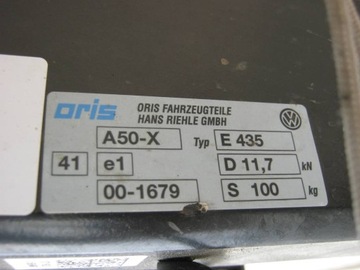 oris ORIS FAHRZEUGTEILE
HANS RIEHLE GMBH
A50-X Typ E 435
41 e1 D 11,7 kN
00-1679 S 100 kg